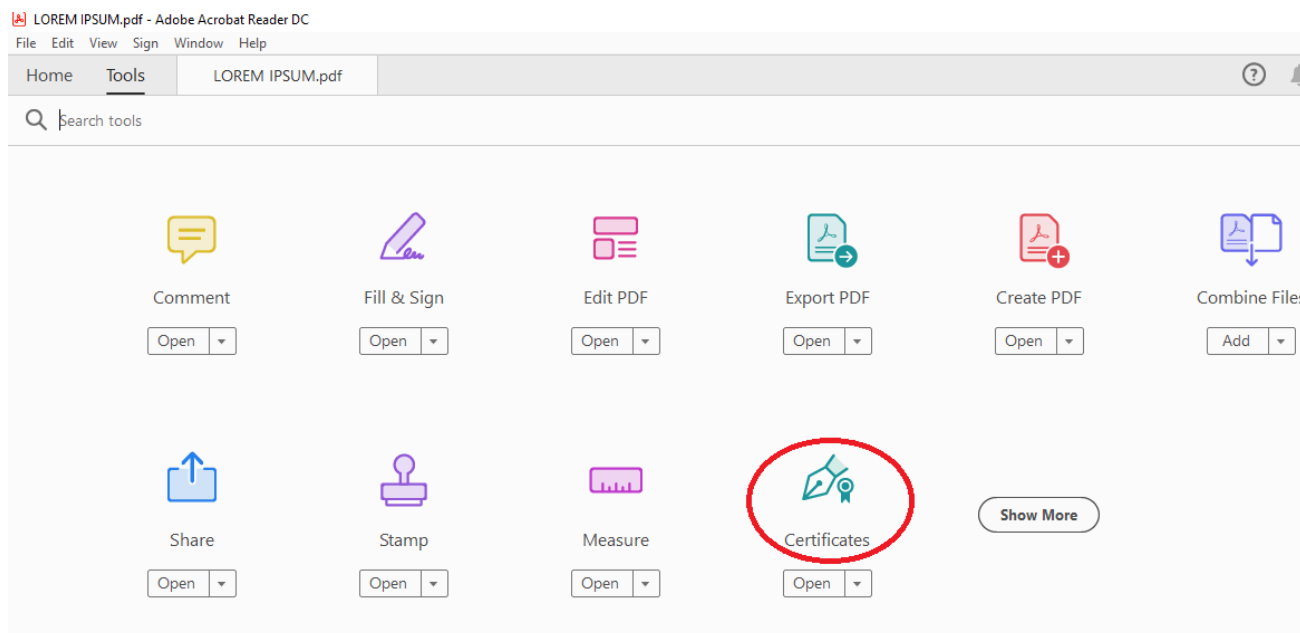 LOREM IPSUM.pdf - Adobe Acrobat Reader DC
File Edit View Sign Window Help
Home Tools LOREM IPSUM.pdf
Search tools
Comment Fill & Sign Edit PDF Export PDF Create PDF Combine Files
Open Open Open Open Open Add
Share Stamp Measure Certificates Show More
Open Open Open Open